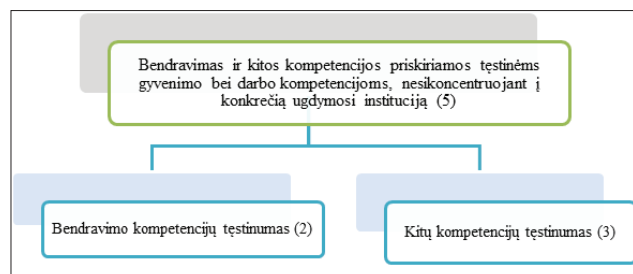 Bendravimas ir kitos kompetencijos priskiriamos tęstinėms
gyvenimo bei darbo kompetencijoms, nesikoncentruojant į
konkrečią ugdymosi instituciją (5)
Bendravimo kompetencijų tęstinumas (2)
Kitų kompetencijų tęstinumas (3)